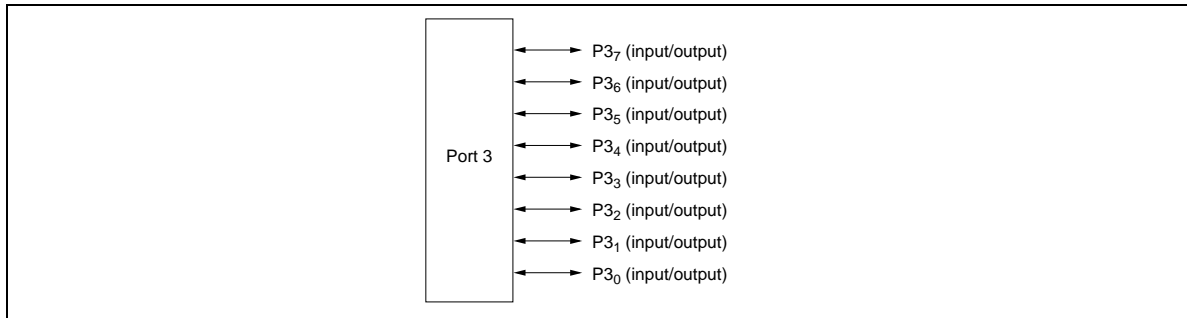 P3₇ (input/output)
P3₆ (input/output)
P3₅ (input/output)
P3₄ (input/output)
Port 3
P3₃ (input/output)
P3₂ (input/output)
P3₁ (input/output)
P3₀ (input/output)